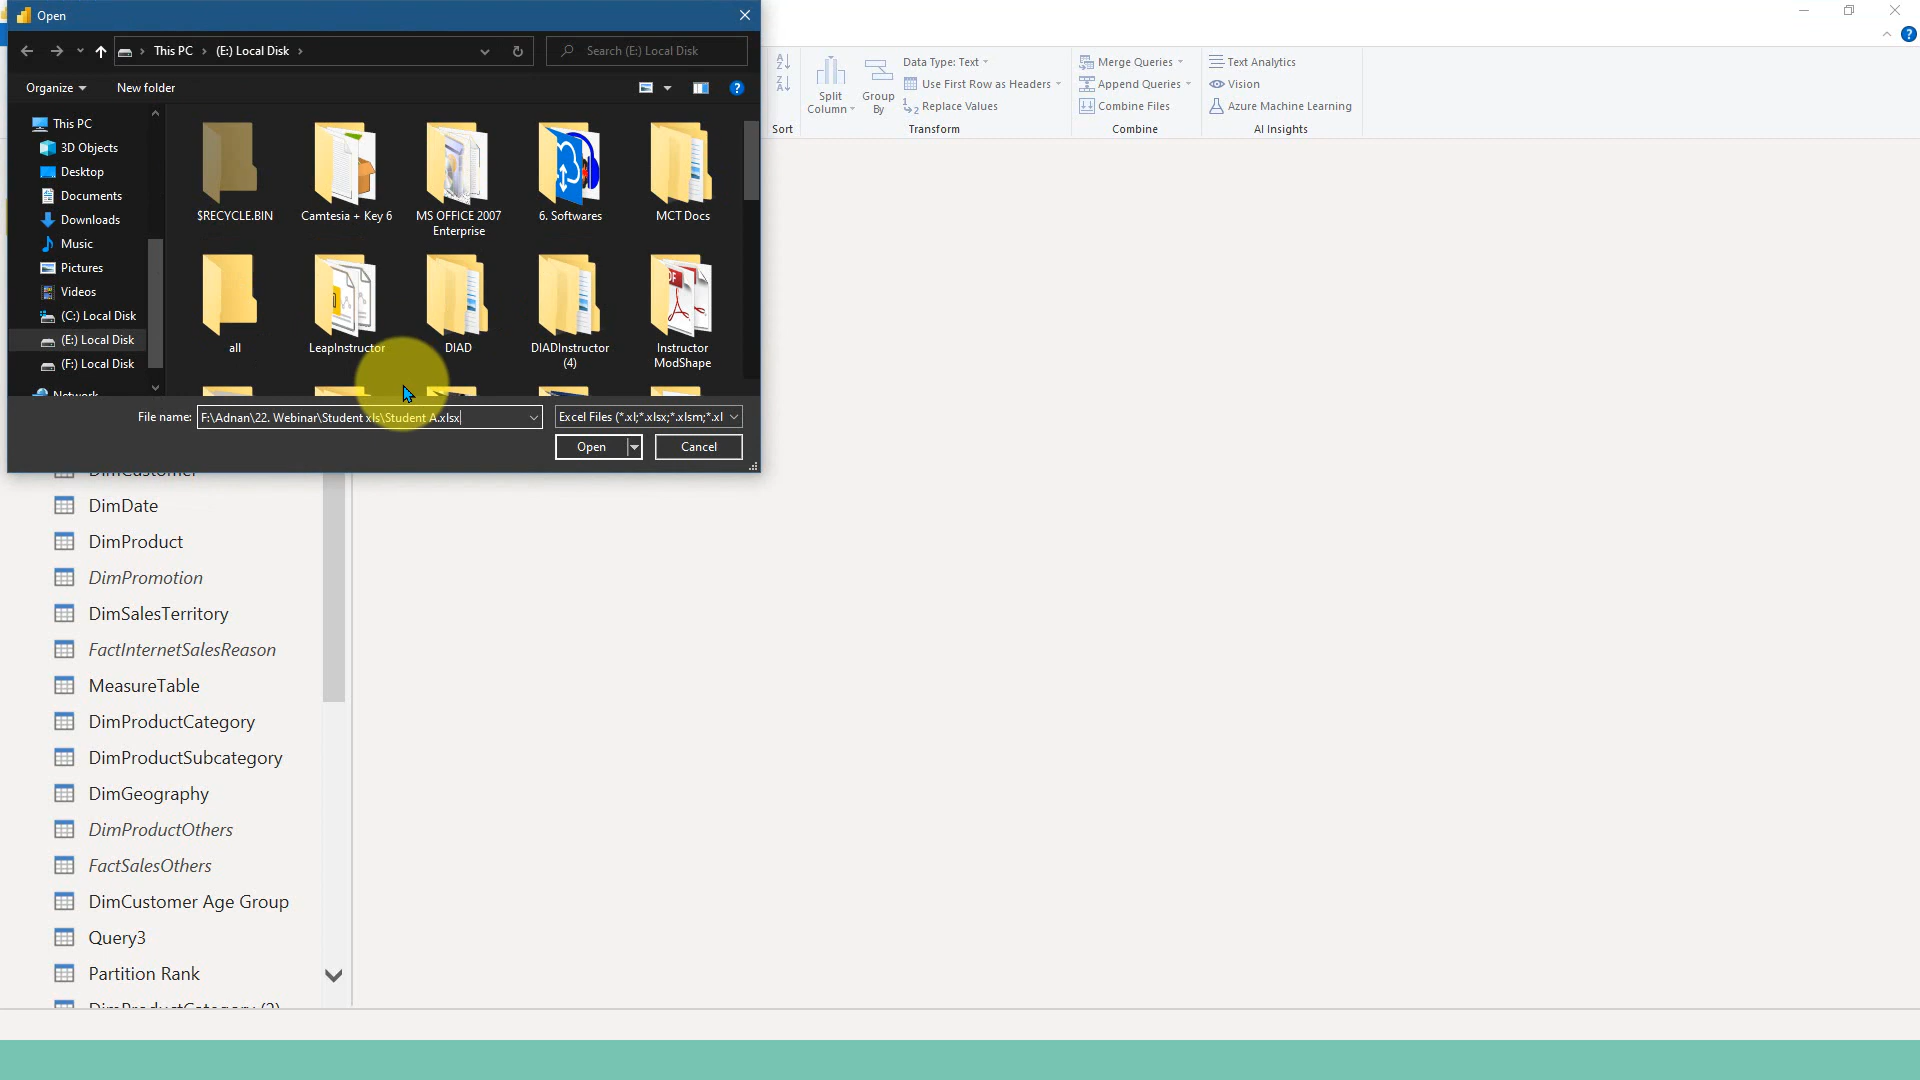 Open
This PC
(E:) Local Disk
Search (E:) Local Disk
Organize
New folder
This PC
3D Objects
Desktop
Documents
Downloads
Music
Pictures
Videos
(C:) Local Disk
(E:) Local Disk
(F:) Local Disk
Network
$RECYCLE.BIN
Camtesia + Key 6
MS OFFICE 2007
Enterprise
6. Softwares
MCT Docs
all
LeapInstructor
DIAD
DIADInstructor
(4)
Instructor
ModShape
File name:
F:\Adnan\22. Webinar\Student xls\Student A.xlsx
Excel Files (*.xl;*.xlsx;*.xlsm;*.xl
Open
Cancel
Sort
Split
Column
Group
By
Data Type: Text
Use First Row as Headers
Replace Values
Transform
Merge Queries
Append Queries
Combine Files
Combine
Text Analytics
Vision
Azure Machine Learning
AI Insights
DimCustomer
DimDate
DimProduct
DimPromotion
DimSalesTerritory
FactInternetSalesReason
MeasureTable
DimProductCategory
DimProductSubcategory
DimGeography
DimProductOthers
FactSalesOthers
DimCustomer Age Group
Query3
Partition Rank
DimProductCategory (2)